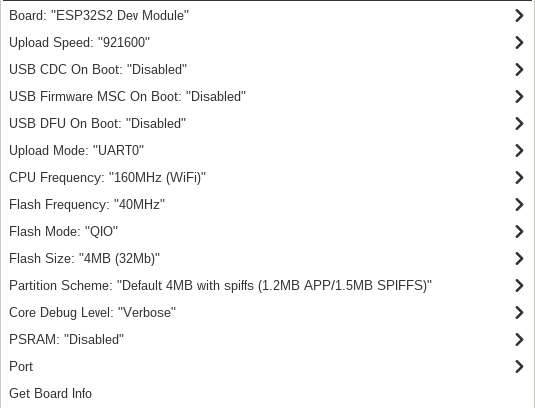 Board: "ESP32S2 Dev Module"
Upload Speed: "921600"
USB CDC On Boot: "Disabled"
USB Firmware MSC On Boot: "Disabled"
USB DFU On Boot: "Disabled"
Upload Mode: "UART0"
CPU Frequency: "160MHz (WiFi)"
Flash Frequency: "40MHz"
Flash Mode: "QIO"
Flash Size: "4MB (32Mb)"
Partition Scheme: "Default 4MB with spiffs (1.2MB APP/1.5MB SPIFFS)"
Core Debug Level: "Verbose"
PSRAM: "Disabled"
Port
Get Board Info